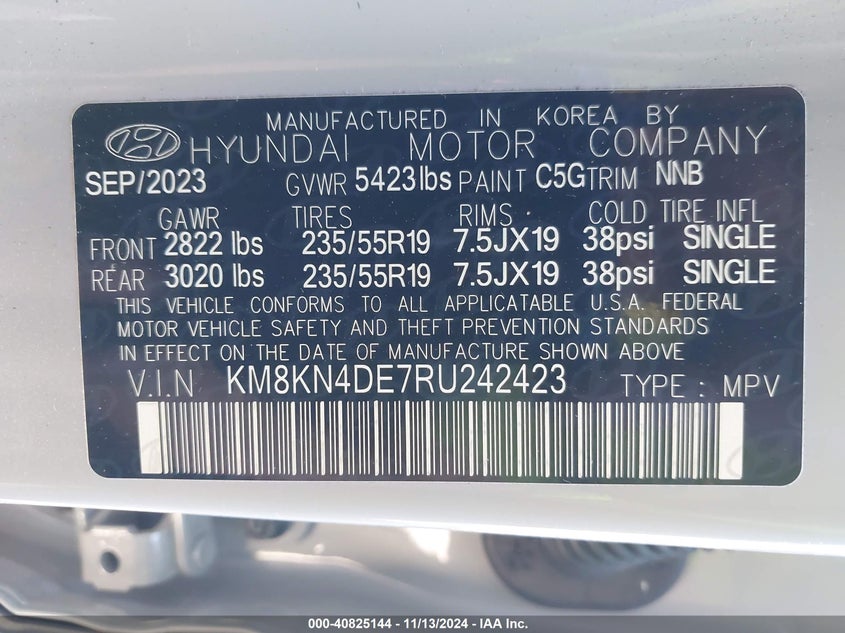 MANUFACTURED IN KOREA BY
HYUNDAI MOTOR COMPANY
SEP/2023 GVWR 5423lbs PAINT C5G TRIM NNB
GAWR TIRES RIMS COLD TIRE INFL
FRONT 2822 lbs 235/55R19 7.5JX19 38psi SINGLE
REAR 3020 lbs 235/55R19 7.5JX19 38psi SINGLE
THIS VEHICLE CONFORMS TO ALL APPLICATABLE U.S.A. FEDERAL
MOTOR VEHICLE SAFETY AND THEFT PREVENTION STANDARDS
IN EFFECT ON THE DATE OF MANUFACTURE SHOWN ABOVE
V.I.N KM8KN4DE7RU242423 TYPE : MPV
000-40825144 | 11/13/2024 - IAA Inc.